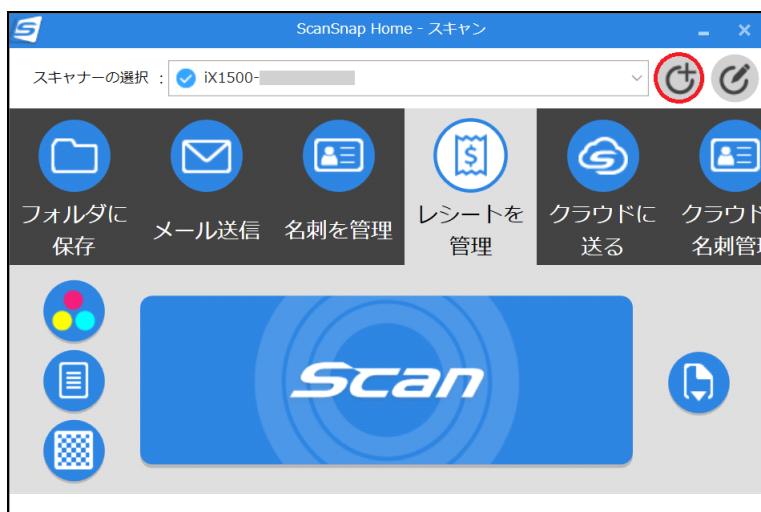 ScanSnap Home - スキャン
スキャナーの選択 : iX1500-
フォルダに
保存
メール送信
名刺を管理
レシートを
管理
クラウドに
送る
クラウド
名刺管
Scan